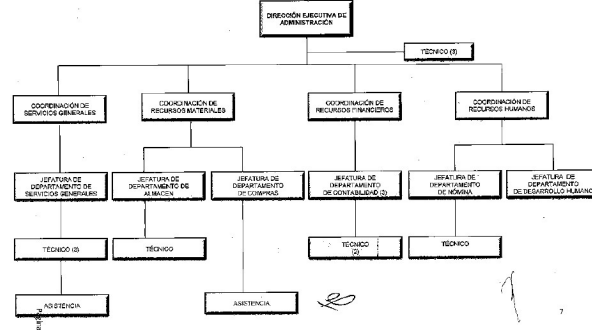 DIRECCIÓN EJECUTIVA DE
ADMINISTRACIÓN
TÉCNICO (3)
COORDINACIÓN DE
SERVICIOS GENERALES
COORDINACIÓN DE
RECURSOS MATERIALES
COORDINACIÓN DE
RECURSOS FINANCIEROS
COORDINACIÓN DE
RECURSOS HUMANOS
JEFATURA DE
DEPARTAMENTO DE
SERVICIOS GENERALES
JEFATURA DE
DEPARTAMENTO DE
ALMACEN
JEFATURA DE
DEPARTAMENTO
DE COMPRAS
JEFATURA DE
DEPARTAMENTO
DE CONTABILIDAD (3)
JEFATURA DE
DEPARTAMENTO
DE NÓMINA
JEFATURA DE
DEPARTAMENTO
DE DESARROLLO HUMANO
TÉCNICO (2)
TÉCNICO
TÉCNICO
(2)
TÉCNICO
ASISTENCIA
ASISTENCIA
Página
7